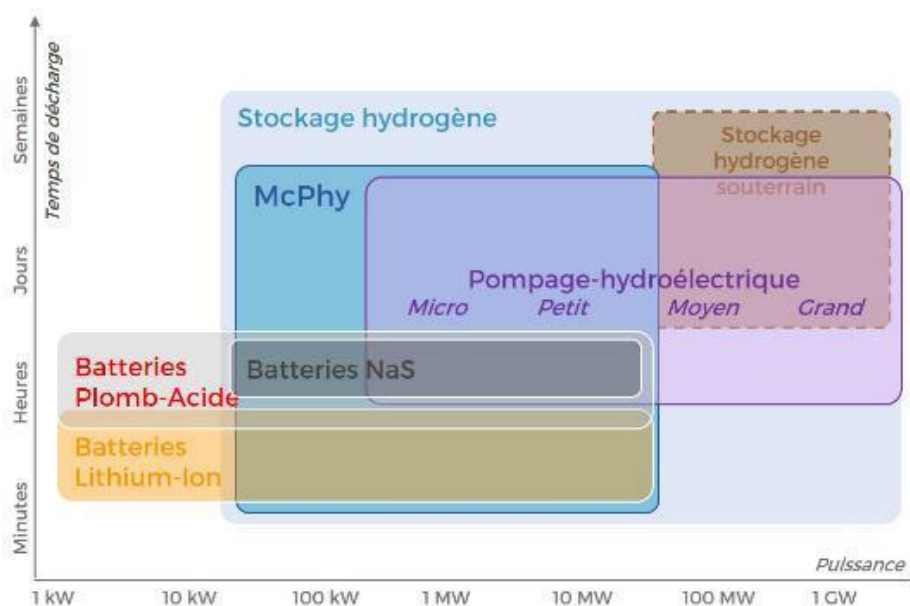 Semaines
Jours
Heures
Minutes
Temps de décharge
Stockage hydrogène
Stockage
hydrogène
souterrain
McPhy
Pompage-hydroélectrique
Micro Petit Moyen Grand
Batteries
Plomb-Acide
Batteries NaS
Batteries
Lithium-Ion
Puissance
1 kW 10 kW 100 kW 1 MW 10 MW 100 MW 1 GW